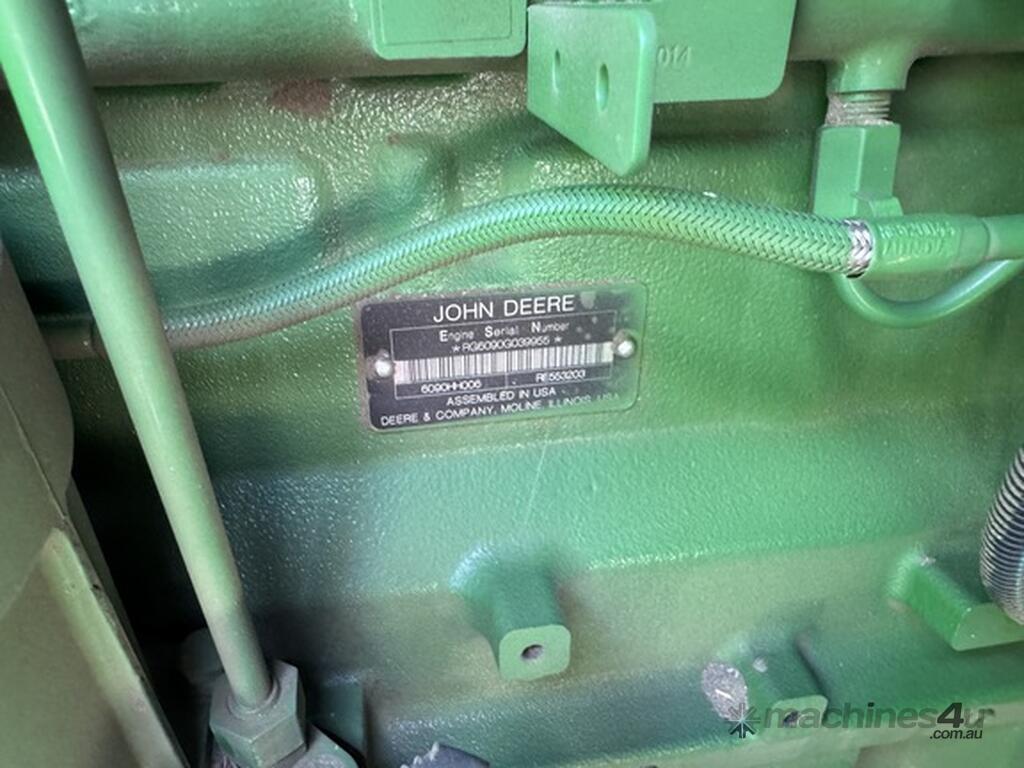 014
JOHN DEERE
Engine Serial Number
*RG6090G039955*
6090HH006 RE553203
ASSEMBLED IN USA
DEERE & COMPANY, MOLINE, ILLINOIS, USA
machines4u
.com.au